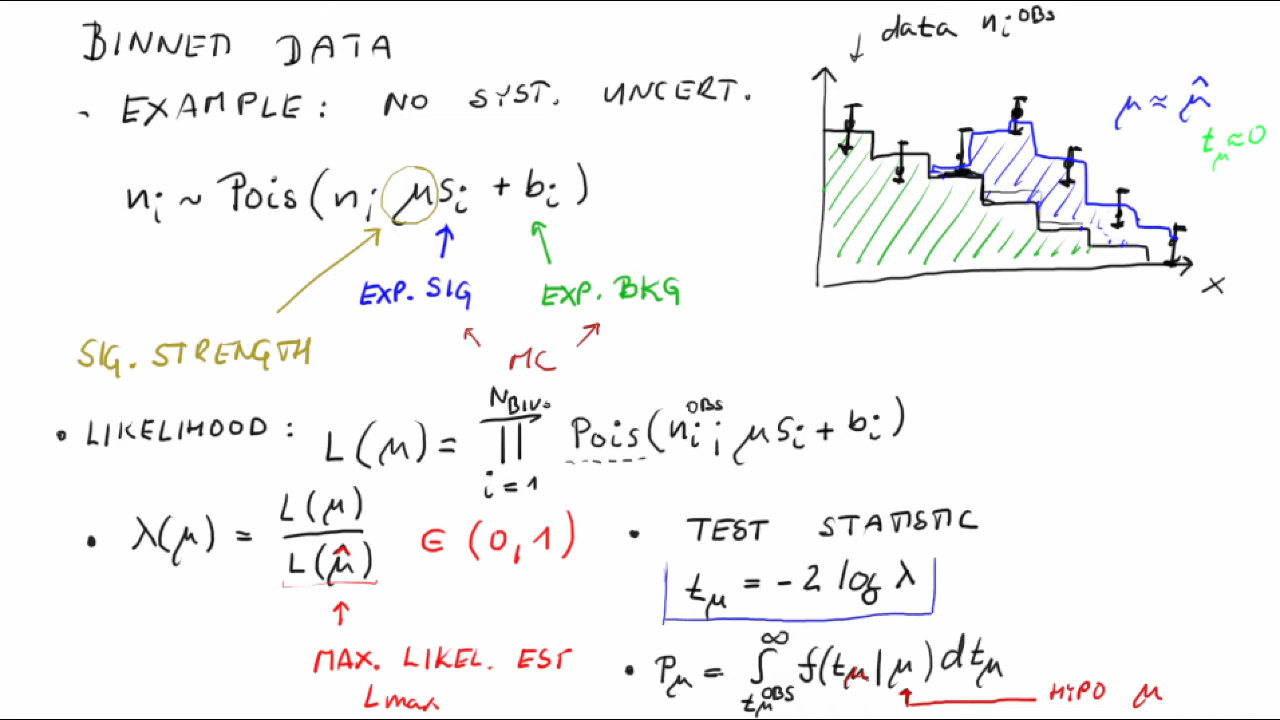 BINNED DATA
- EXAMPLE: NO SYST. UNCERT.
n_i ~ Pois(n_i μs_i + b_i)
EXP. SIG
EXP. BKG
SIG. STRENGTH
MC
data n_i^OBS
μ ≈ μ̂
t_μ ≈ 0
x
• LIKELIHOOD: L(μ) = ∏_{i=1}^{N_BINS} Pois(n_i^OBS; μs_i + b_i)
• λ(μ) = L(μ) / L(μ̂) ∈ (0,1)
MAX. LIKEL. EST
Lmax
• TEST STATISTIC
t_μ = -2 log λ
• P_μ = ∫_{t_μ^OBS}^∞ f(t_μ|μ) dt_μ
HYPO μ